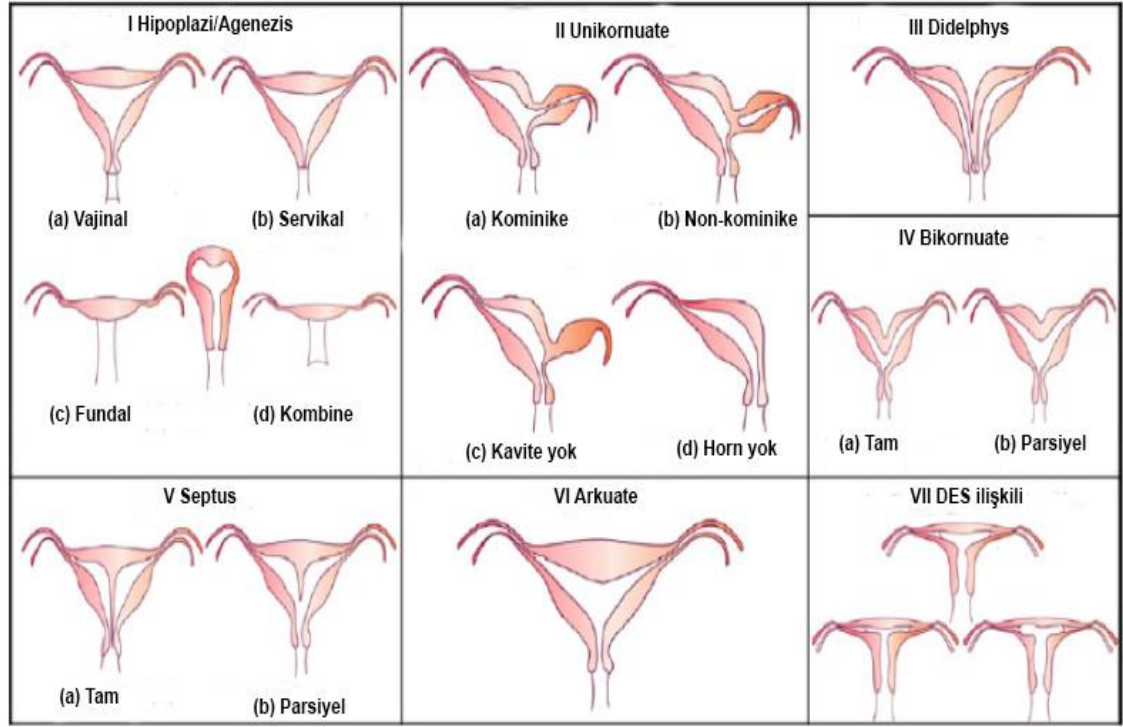 I Hipoplazi/Agenezis
(a) Vajinal
(b) Servikal
(c) Fundal
(d) Kombine
II Unikornuate
(a) Kominike
(b) Non-kominike
(c) Kavite yok
(d) Horn yok
III Didelphys
IV Bikornuate
(a) Tam
(b) Parsiyel
V Septus
(a) Tam
(b) Parsiyel
VI Arkuate
VII DES ilişkili